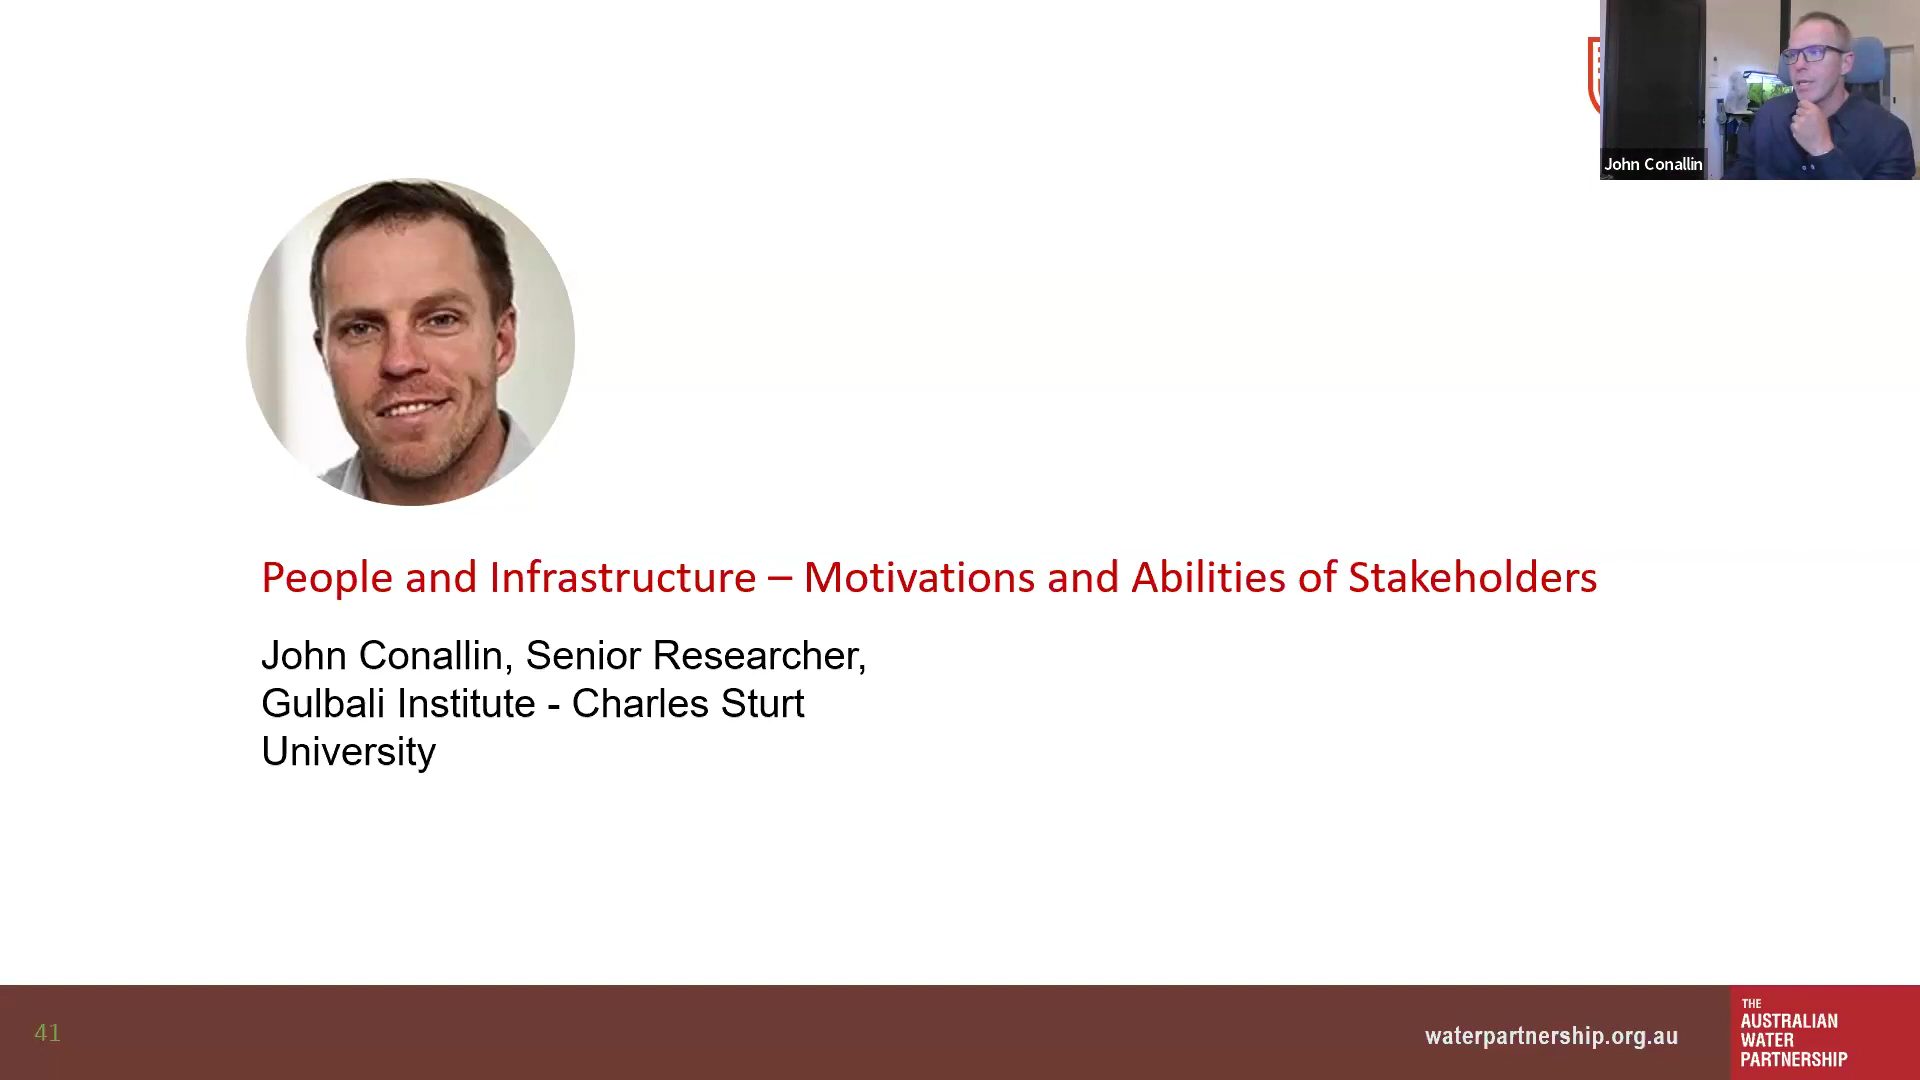 John Conallin
People and Infrastructure – Motivations and Abilities of Stakeholders
John Conallin, Senior Researcher,
Gulbali Institute - Charles Sturt
University
41
waterpartnership.org.au
THE
AUSTRALIAN
WATER
PARTNERSHIP